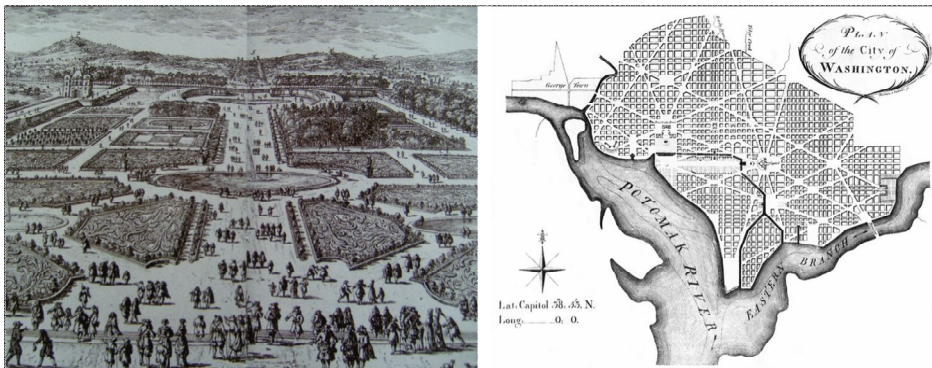 PLAN
of the City of
WASHINGTON.
George Town
POTOMAK RIVER
EASTERN BRANCH
Lat. Capitol 38: 53. N.
Long. 0: 0.